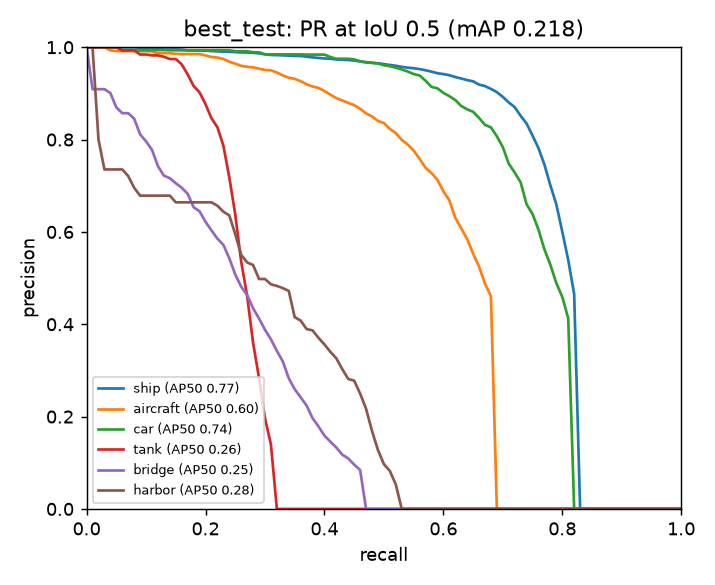 best_test: PR at IoU 0.5 (mAP 0.218)
1.0
0.8
0.6
0.4
0.2
0.0
precision
ship (AP50 0.77)
aircraft (AP50 0.60)
car (AP50 0.74)
tank (AP50 0.26)
bridge (AP50 0.25)
harbor (AP50 0.28)
0.0 0.2 0.4 0.6 0.8 1.0
recall